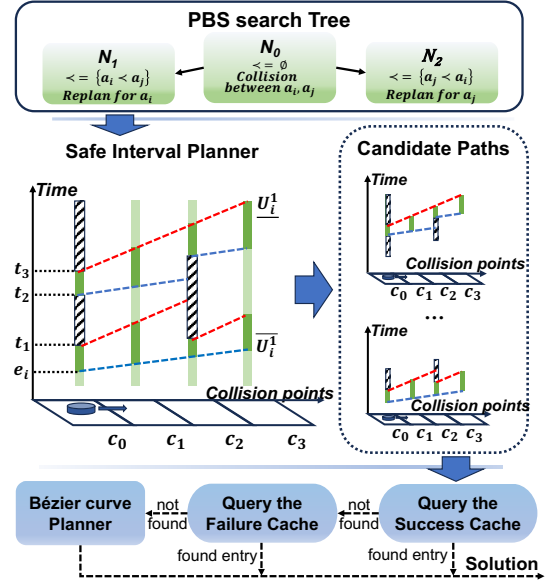 PBS search Tree
N₁
≺ = {aᵢ ≺ aⱼ}
Replan for aᵢ
N₀
≺ = ∅
Collision
between aᵢ, aⱼ
N₂
≺ = {aⱼ ≺ aᵢ}
Replan for aⱼ
Safe Interval Planner
Time
Uᵢ¹
t₃
t₂
t₁
eᵢ
Uᵢ¹
Collision points
c₀ c₁ c₂ c₃
Candidate Paths
Time
Collision points
c₀ c₁ c₂ c₃
...
Time
Collision points
c₀ c₁ c₂ c₃
Bézier curve
Planner
not
found
Query the
Failure Cache
not
found
Query the
Success Cache
found entry
found entry
Solution